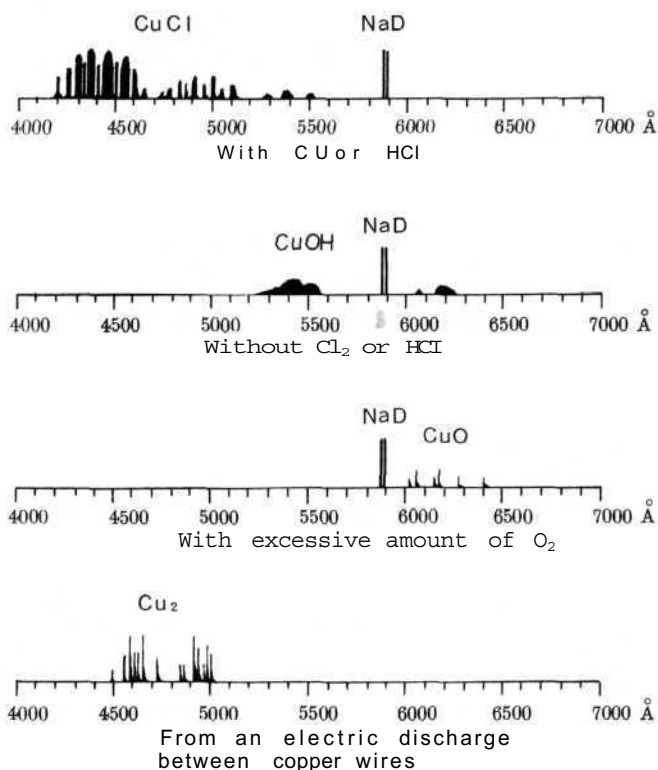 CuCl NaD
4000 4500 5000 5500 6000 6500 7000 Å
With CUor HCI
CuOH NaD
4000 4500 5000 5500 6000 6500 7000
Without Cl₂ or HCI
NaD CuO
4000 4500 5000 5500 6000 6500 7000
With excessive amount of O₂
Cu₂
4000 4500 5000 5500 6000 6500 7000
From an electric discharge
between copper wires